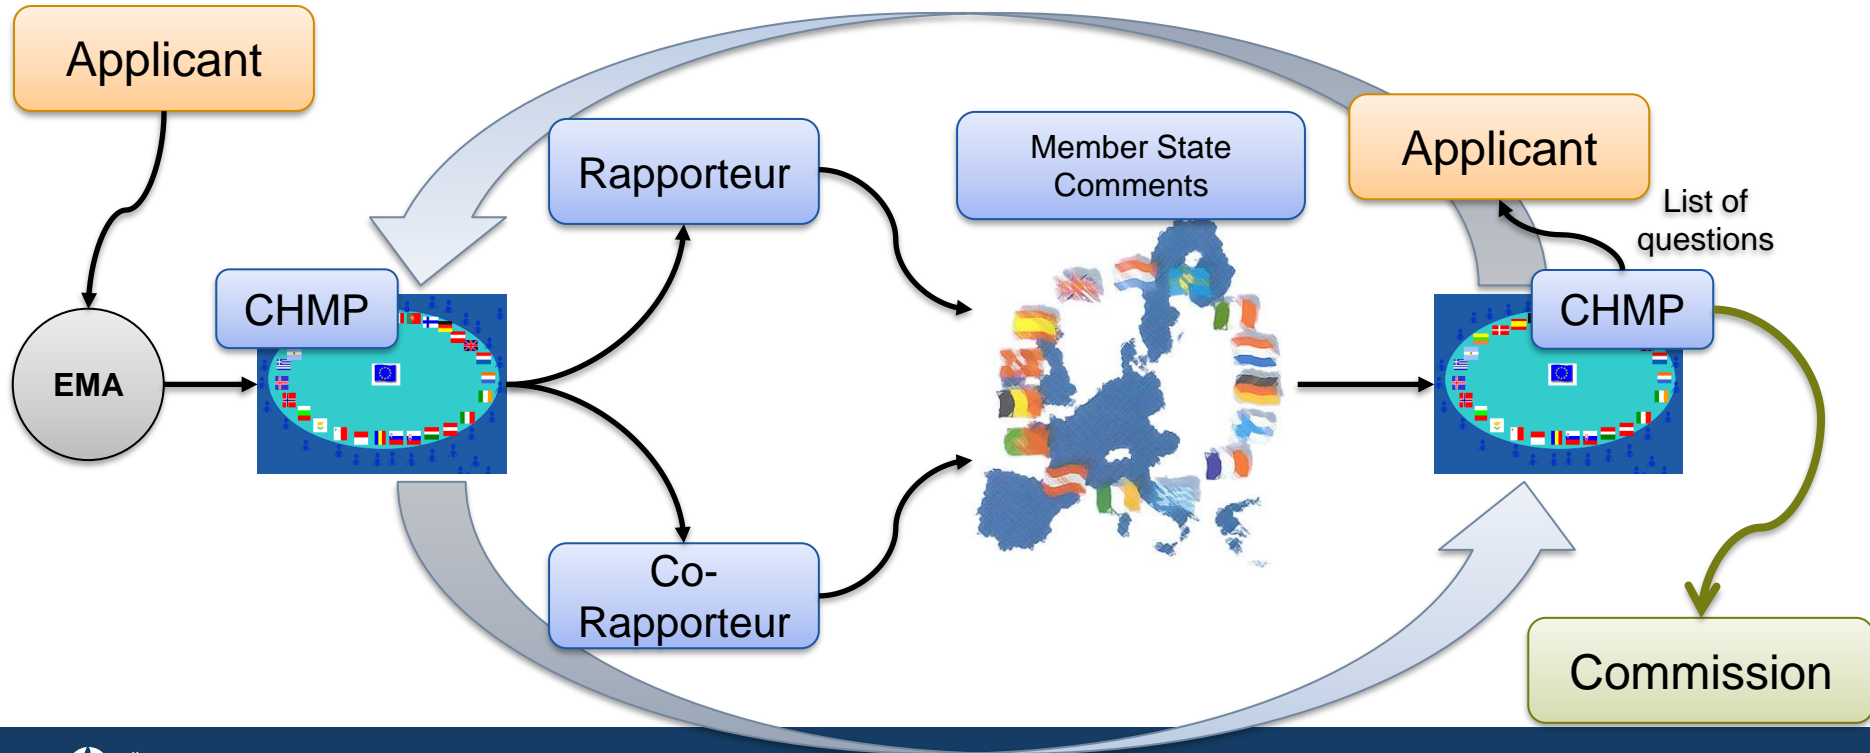 Applicant
EMA
CHMP
Rapporteur
Co-
Rapporteur
Member State
Comments
Applicant
List of
questions
CHMP
Commission